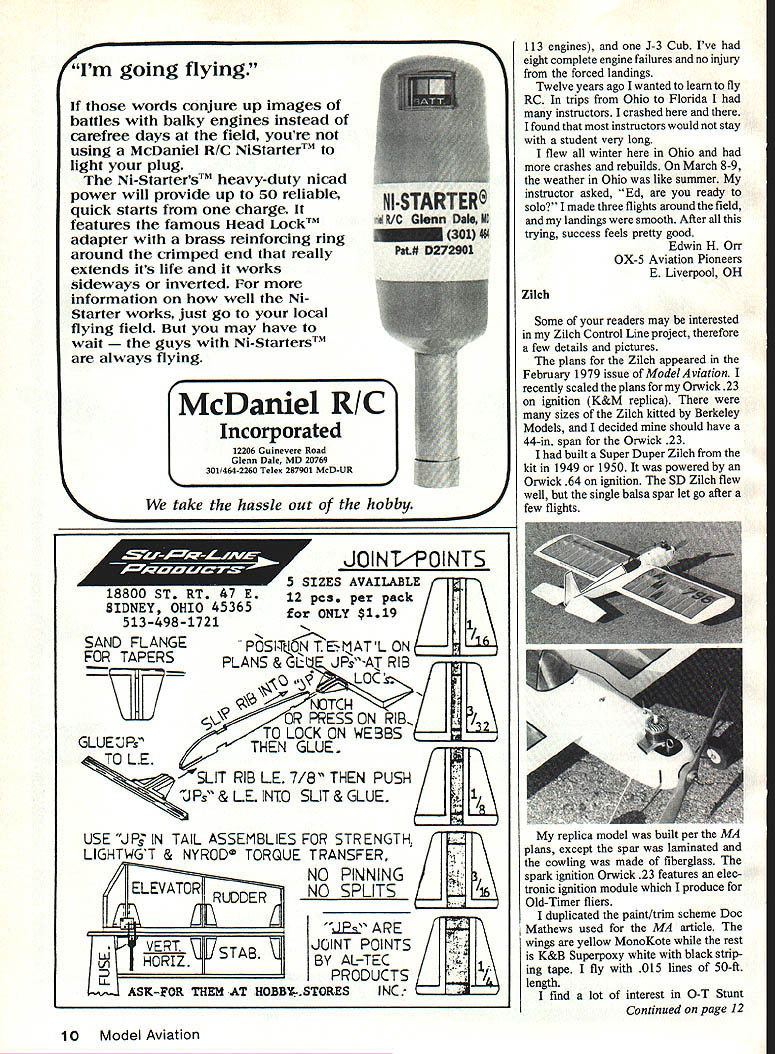 "I'm going flying."
If those words conjure up images of
battles with balky engines instead of
carefree days at the field, you're not
using a McDaniel R/C NiStarter™ to
light your plug.
The Ni-Starter's™ heavy-duty nicad
power will provide up to 50 reliable,
quick starts from one charge. It
features the famous Head Lock™
adapter with a brass reinforcing ring
around the crimped end that really
extends it's life and it works
sideways or inverted. For more
information on how well the Ni-
Starter works, just go to your local
flying field. But you may have to
wait — the guys with Ni-Starters™
are always flying.
BATT.
NI-STARTER®
R/C Glenn Dale, MD
(301) 464
Pat.# D272901
McDaniel R/C
Incorporated
12206 Guinevere Road
Glenn Dale, MD 20769
301/464-2260 Telex 287901 McD-UR
We take the hassle out of the hobby.
SU-PR-LINE
PRODUCTS
18800 ST. RT. 47 E.
SIDNEY, OHIO 45365
513-498-1721
JOINT/POINTS
5 SIZES AVAILABLE
12 pcs. per pack
for ONLY $1.19
SAND FLANGE
FOR TAPERS
"POSITION T.E. MAT'L ON
PLANS & GLUE JPs" AT RIB
LOC's.
SLIP RIB INTO "JP"
NOTCH
OR PRESS ON RIB
TO LOCK ON WEBBS
THEN GLUE.
GLUE "JPs"
TO L.E.
SLIT RIB L.E. 7/8" THEN PUSH
"JPs" & L.E. INTO SLIT & GLUE.
USE "JPs" IN TAIL ASSEMBLIES FOR STRENGTH,
LIGHTWG'T & NYROD® TORQUE TRANSFER.
NO PINNING
NO SPLITS
ELEVATOR
RUDDER
VERT.
HORIZ.
STAB.
FUSE.
"JPs" ARE
JOINT POINTS
BY AL-TEC
PRODUCTS
INC.
ASK-FOR THEM AT HOBBY STORES
1/16
3/32
1/8
3/16
1/4
113 engines), and one J-3 Cub. I've had
eight complete engine failures and no injury
from the forced landings.
Twelve years ago I wanted to learn to fly
RC. In trips from Ohio to Florida I had
many instructors. I crashed here and there.
I found that most instructors would not stay
with a student very long.
I flew all winter here in Ohio and had
more crashes and rebuilds. On March 8-9,
the weather in Ohio was like summer. My
instructor asked, "Ed, are you ready to
solo?" I made three flights around the field,
and my landings were smooth. After all this
trying, success feels pretty good.
Edwin H. Orr
OX-5 Aviation Pioneers
E. Liverpool, OH
Zilch
Some of your readers may be interested
in my Zilch Control Line project, therefore
a few details and pictures.
The plans for the Zilch appeared in the
February 1979 issue of Model Aviation. I
recently scaled the plans for my Orwick .23
on ignition (K&M replica). There were
many sizes of the Zilch kitted by Berkeley
Models, and I decided mine should have a
44-in. span for the Orwick .23.
I had built a Super Duper Zilch from the
kit in 1949 or 1950. It was powered by an
Orwick .64 on ignition. The SD Zilch flew
well, but the single balsa spar let go after a
few flights.
My replica model was built per the MA
plans, except the spar was laminated and
the cowling was made of fiberglass. The
spark ignition Orwick .23 features an elec-
tronic ignition module which I produce for
Old-Timer fliers.
I duplicated the paint/trim scheme Doc
Mathews used for the MA article. The
wings are yellow MonoKote while the rest
is K&B Superpoxy white with black strip-
ing tape. I fly with .015 lines of 50-ft.
length.
I find a lot of interest in O-T Stunt
Continued on page 12
10 Model Aviation